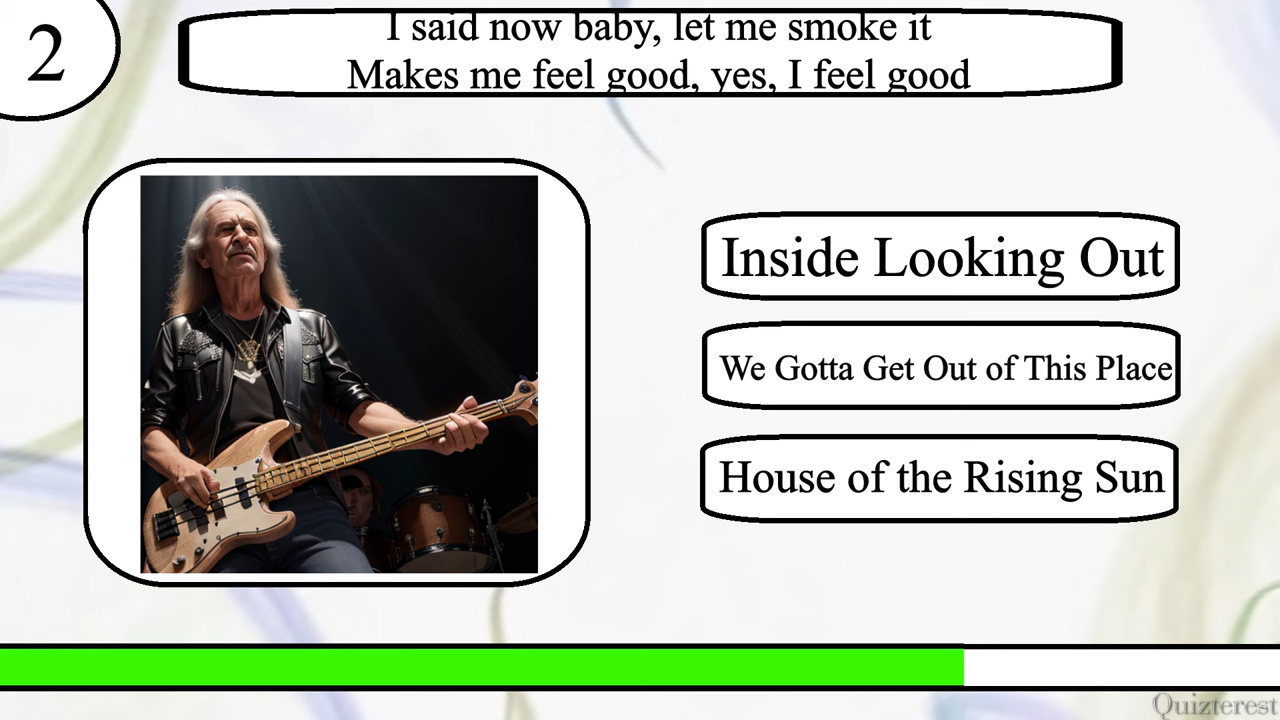 2
I said now baby, let me smoke it
Makes me feel good, yes, I feel good
Inside Looking Out
We Gotta Get Out of This Place
House of the Rising Sun
Quizterest